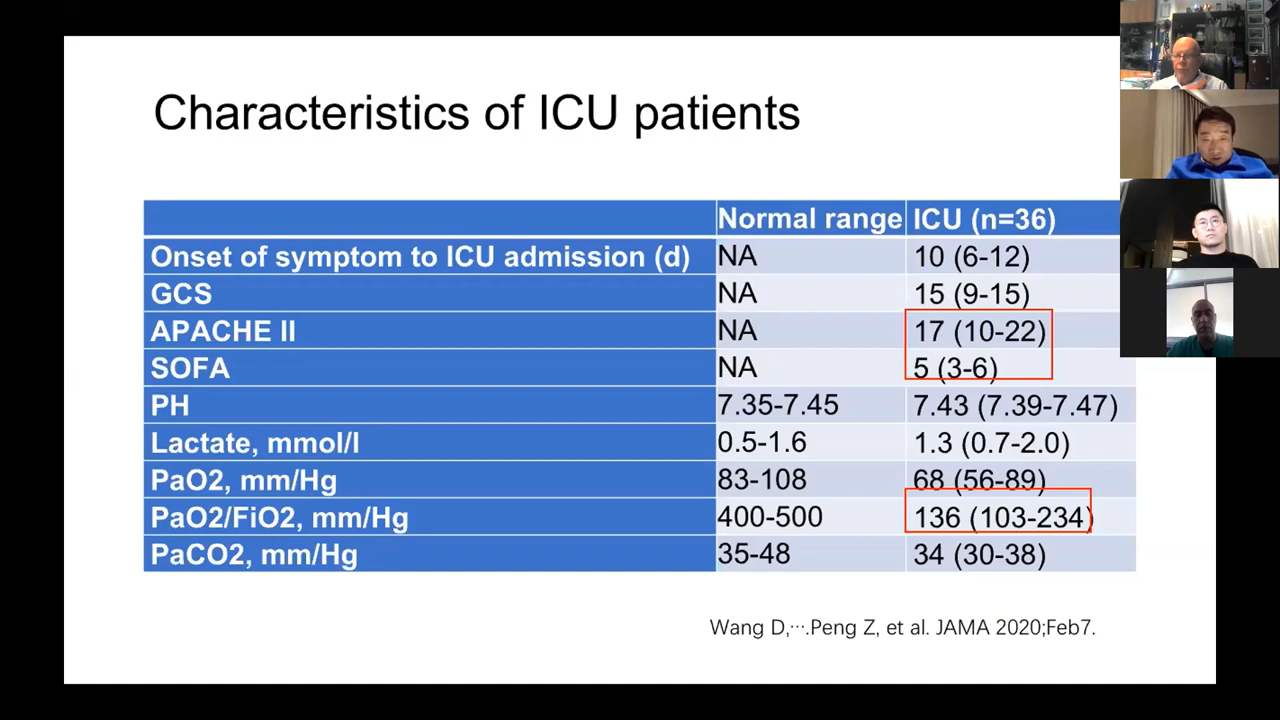 Characteristics of ICU patients
Normal range ICU (n=36)
Onset of symptom to ICU admission (d) NA 10 (6-12)
GCS NA 15 (9-15)
APACHE II NA 17 (10-22)
SOFA NA 5 (3-6)
PH 7.35-7.45 7.43 (7.39-7.47)
Lactate, mmol/l 0.5-1.6 1.3 (0.7-2.0)
PaO2, mm/Hg 83-108 68 (56-89)
PaO2/FiO2, mm/Hg 400-500 136 (103-234)
PaCO2, mm/Hg 35-48 34 (30-38)
Wang D,···.Peng Z, et al. JAMA 2020;Feb7.